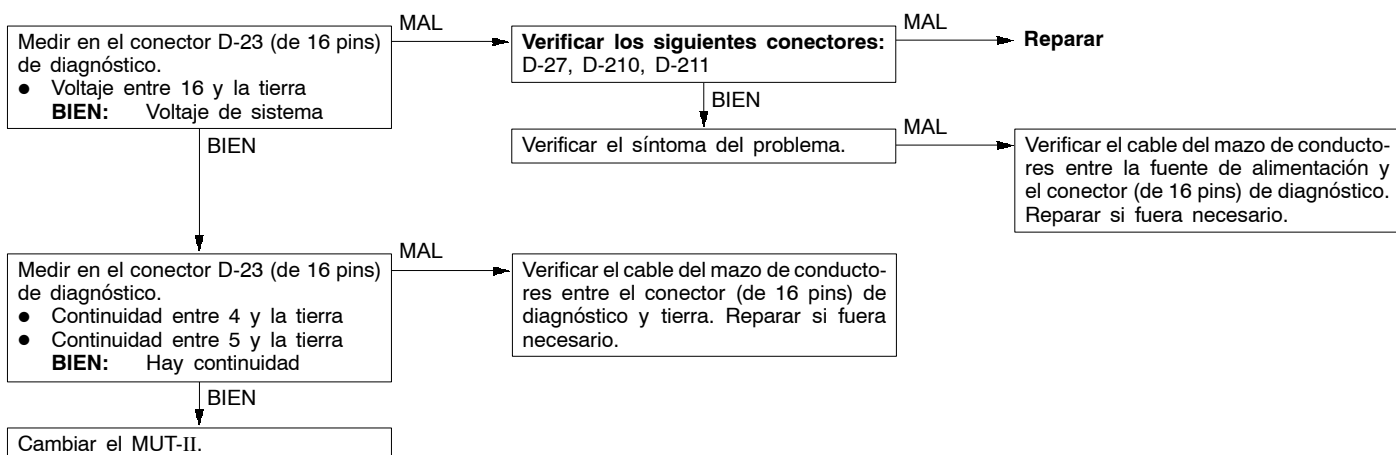 Medir en el conector D-23 (de 16 pins)
de diagnóstico.
● Voltaje entre 16 y la tierra
BIEN: Voltaje de sistema
MAL
Verificar los siguientes conectores:
D-27, D-210, D-211
MAL
Reparar
BIEN
Verificar el síntoma del problema.
MAL
Verificar el cable del mazo de conducto-
res entre la fuente de alimentación y
el conector (de 16 pins) de diagnóstico.
Reparar si fuera necesario.
BIEN
Medir en el conector D-23 (de 16 pins)
de diagnóstico.
● Continuidad entre 4 y la tierra
● Continuidad entre 5 y la tierra
BIEN: Hay continuidad
MAL
Verificar el cable del mazo de conducto-
res entre el conector (de 16 pins) de
diagnóstico y tierra. Reparar si fuera
necesario.
BIEN
Cambiar el MUT-II.